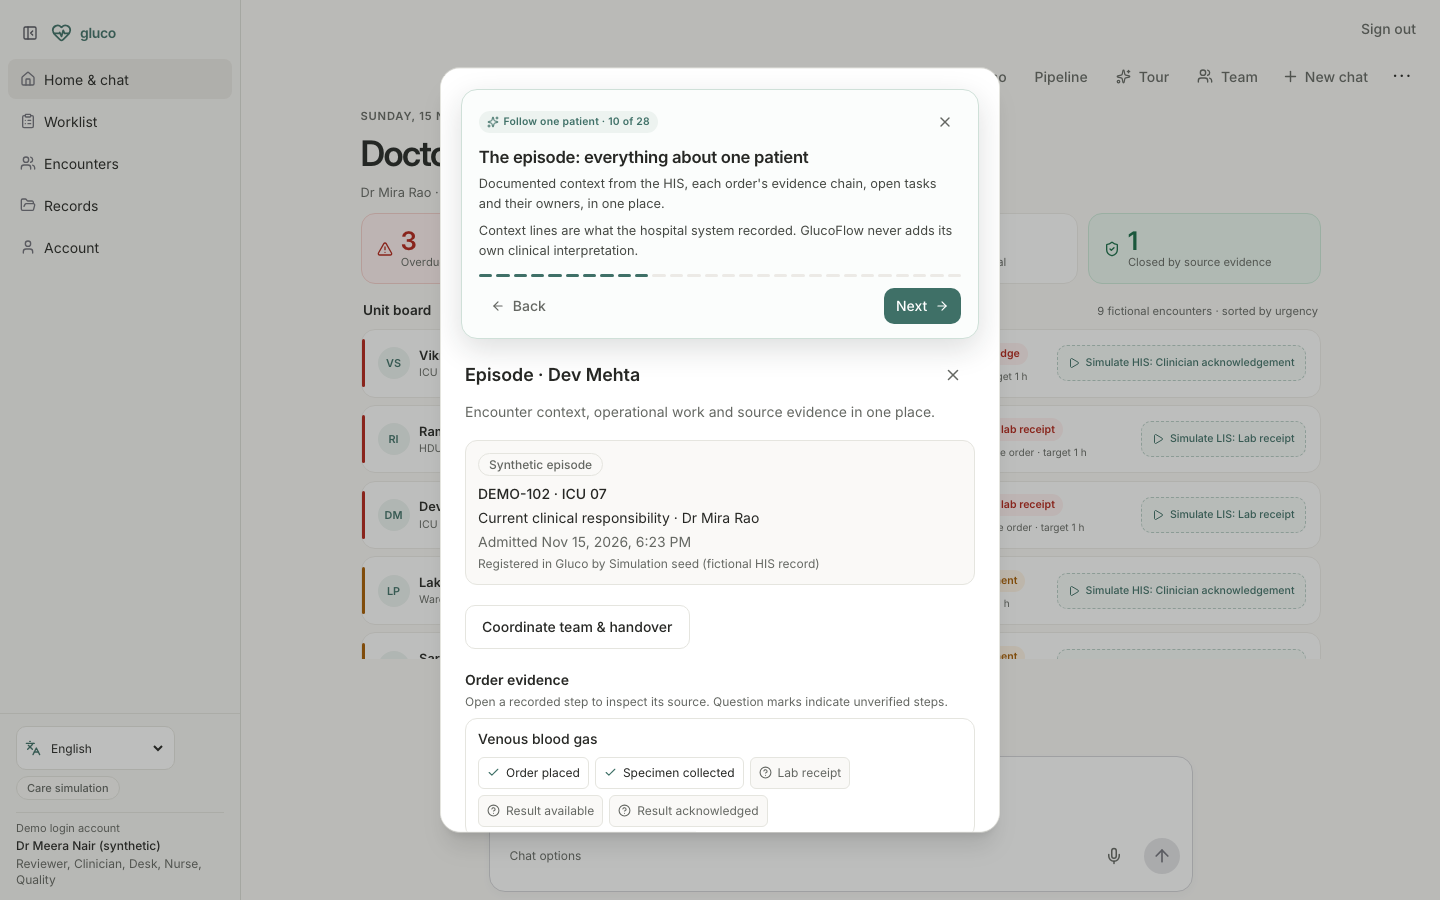 gluco
Sign out
Home & chat
Worklist
Encounters
Records
Account
Pipeline
Tour
Team
New chat
SUNDAY, 15
Dr Mira Rao ·
3
1
Closed by source evidence
Unit board
9 fictional encounters · sorted by urgency
VS
ICU
Simulate HIS: Clinician acknowledgement
RI
HDU
lab receipt
order · target 1 h
Simulate LIS: Lab receipt
DM
ICU
lab receipt
order · target 1 h
Simulate LIS: Lab receipt
LP
Simulate HIS: Clinician acknowledgement
Follow one patient · 10 of 28
The episode: everything about one patient
Documented context from the HIS, each order's evidence chain, open tasks
and their owners, in one place.
Context lines are what the hospital system recorded. GlucoFlow never adds its
own clinical interpretation.
Back
Next
Episode · Dev Mehta
Encounter context, operational work and source evidence in one place.
Synthetic episode
DEMO-102 · ICU 07
Current clinical responsibility · Dr Mira Rao
Admitted Nov 15, 2026, 6:23 PM
Registered in Gluco by Simulation seed (fictional HIS record)
Coordinate team & handover
Order evidence
Open a recorded step to inspect its source. Question marks indicate unverified steps.
Venous blood gas
Order placed
Specimen collected
Lab receipt
Result available
Result acknowledged
Chat options
English
Care simulation
Demo login account
Dr Meera Nair (synthetic)
Reviewer, Clinician, Desk, Nurse,
Quality